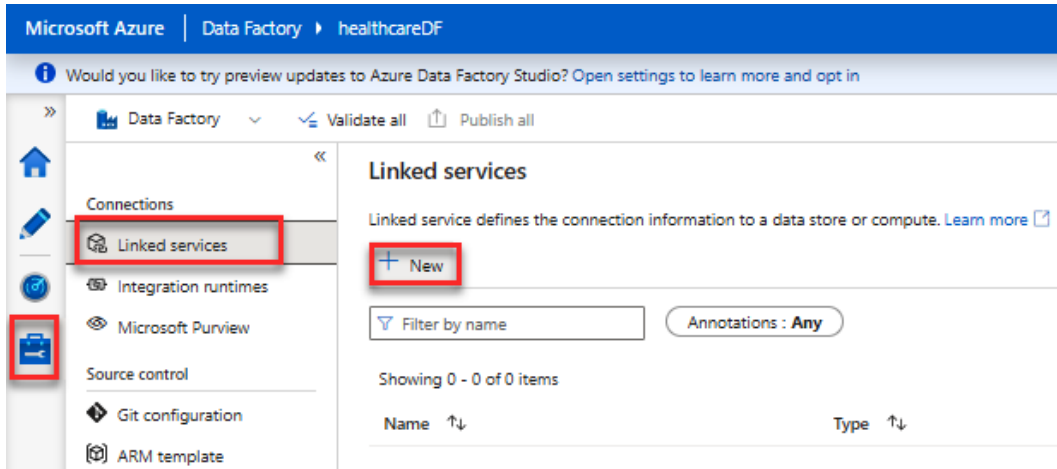 Microsoft Azure | Data Factory healthcareDF
Would you like to try preview updates to Azure Data Factory Studio? Open settings to learn more and opt in
Data Factory Validate all Publish all
Linked services
Connections
Linked service defines the connection information to a data store or compute. Learn more
Linked services
+ New
Integration runtimes
Microsoft Purview
Filter by name Annotations : Any
Source control
Showing 0 - 0 of 0 items
Git configuration
Name Type
ARM template